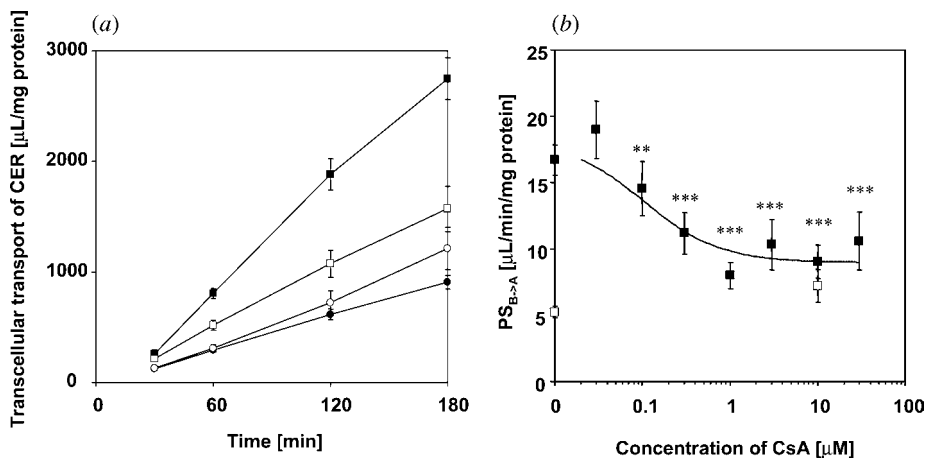 (a)
Transcellular transport of CER [μL/mg protein]
3000
2000
1000
0
0 60 120 180
Time [min]
(b)
PS_{B->A} [μL/min/mg protein]
25
20
15
10
5
0
** *** *** *** *** ***
0 0.1 1 10 100
Concentration of CsA [μM]